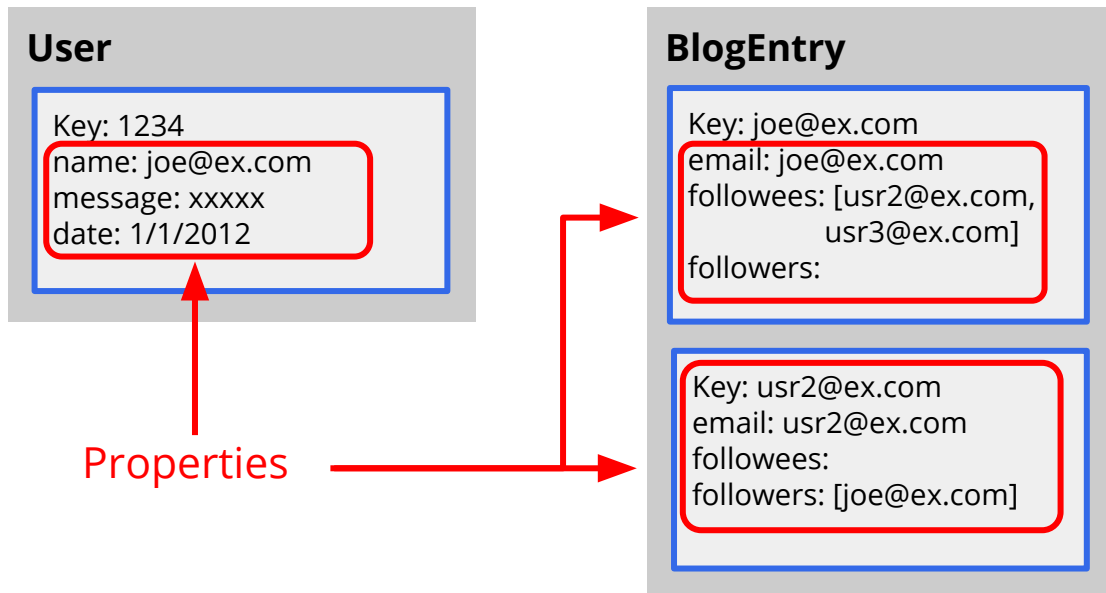 User
Key: 1234
name: joe@ex.com
message: xxxxx
date: 1/1/2012
Properties
BlogEntry
Key: joe@ex.com
email: joe@ex.com
followees: [usr2@ex.com,
usr3@ex.com]
followers:
Key: usr2@ex.com
email: usr2@ex.com
followees:
followers: [joe@ex.com]